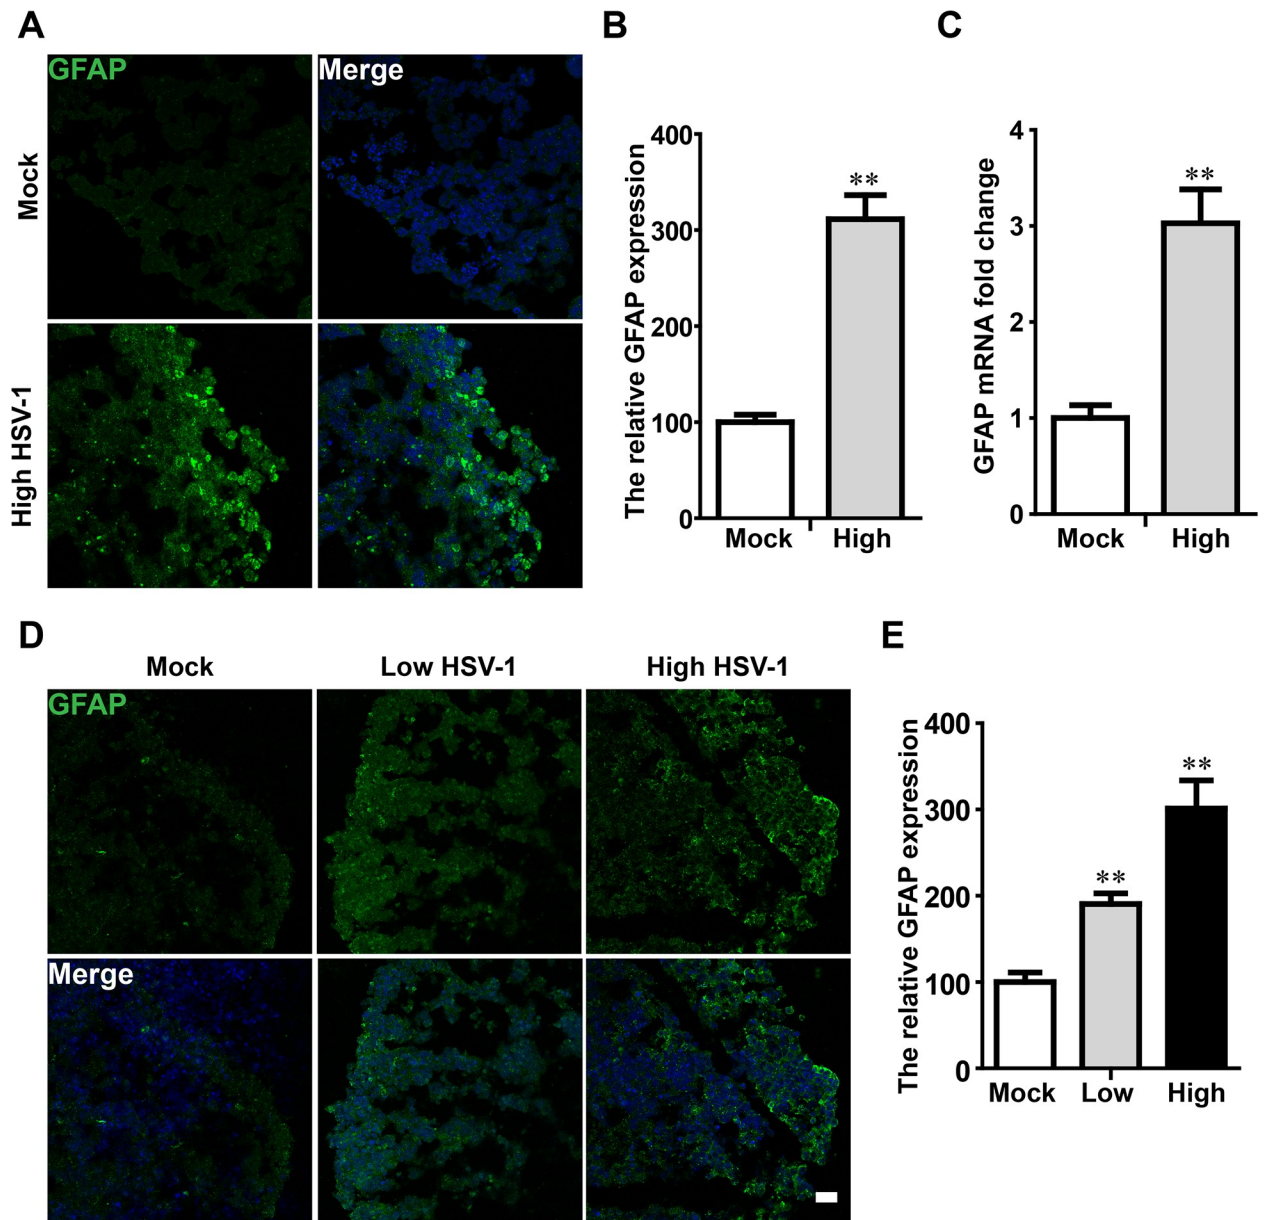 A
GFAP
Merge
Mock
High HSV-1
B
The relative GFAP expression
400
300
200
100
0
**
Mock
High
C
GFAP mRNA fold change
4
3
2
1
0
**
Mock
High
D
Mock
Low HSV-1
High HSV-1
GFAP
Merge
E
The relative GFAP expression
400
300
200
100
0
**
**
Mock
Low
High